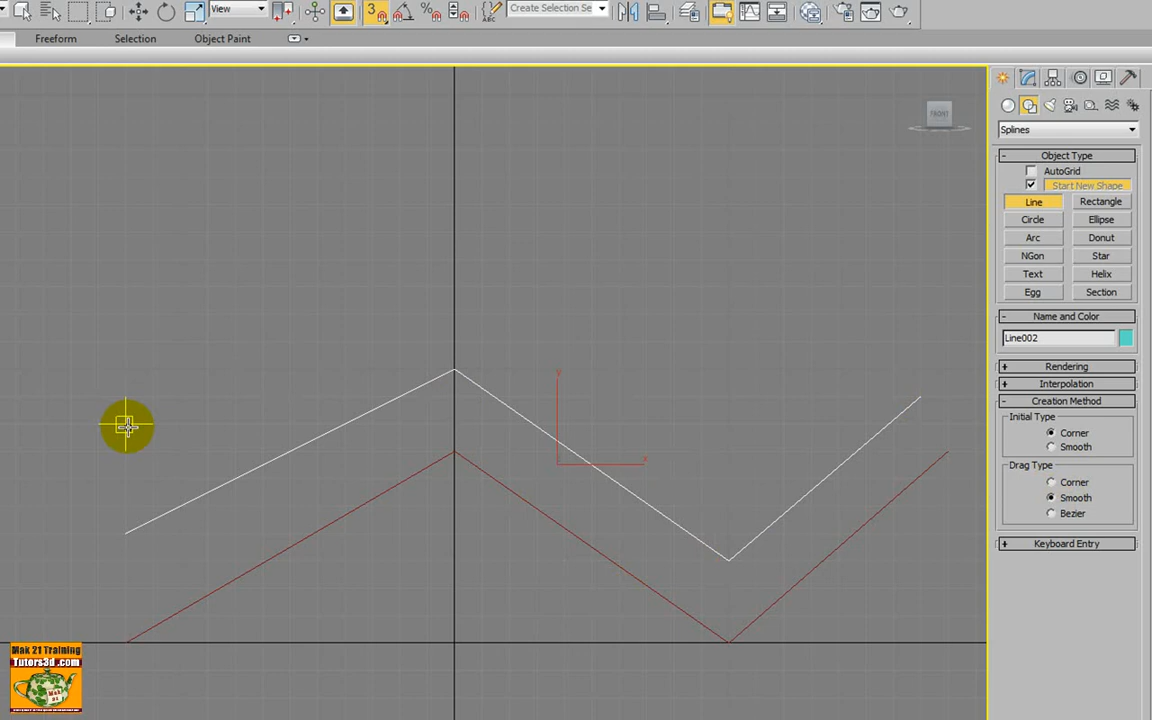 View
3
Create Selection Se
Freeform
Selection
Object Paint
FRONT
Splines
- Object Type
AutoGrid
Start New Shape
Line
Rectangle
Circle
Ellipse
Arc
Donut
NGon
Star
Text
Helix
Egg
Section
- Name and Color
Line002
+ Rendering
+ Interpolation
- Creation Method
Initial Type
Corner
Smooth
Drag Type
Corner
Smooth
Bezier
+ Keyboard Entry
y
x
Mak 21 Training
Tutors3d .com